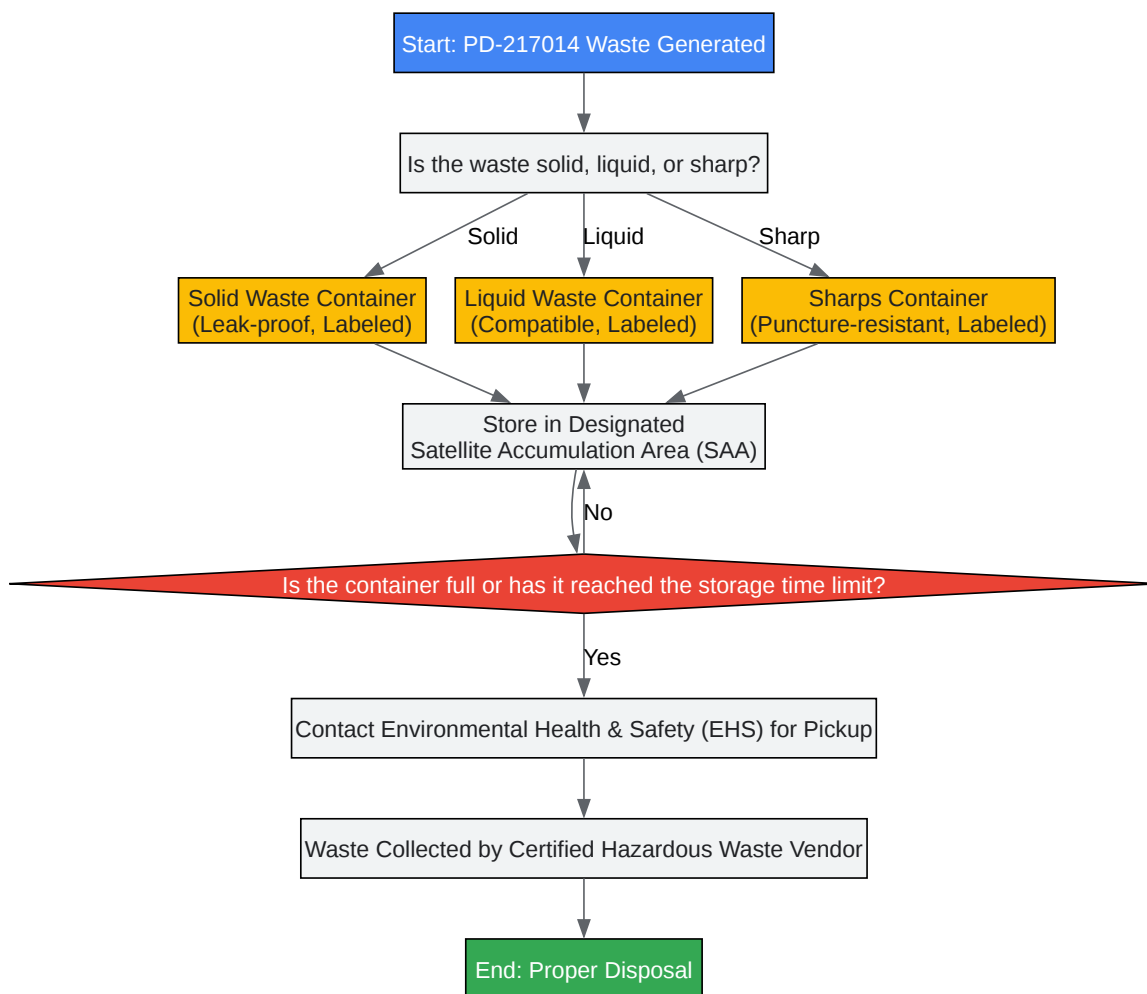 Start: PD-217014 Waste Generated
Is the waste solid, liquid, or sharp?
Solid
Liquid
Sharp
Solid Waste Container
(Leak-proof, Labeled)
Liquid Waste Container
(Compatible, Labeled)
Sharps Container
(Puncture-resistant, Labeled)
Store in Designated
Satellite Accumulation Area (SAA)
No
Is the container full or has it reached the storage time limit?
Yes
Contact Environmental Health & Safety (EHS) for Pickup
Waste Collected by Certified Hazardous Waste Vendor
End: Proper Disposal